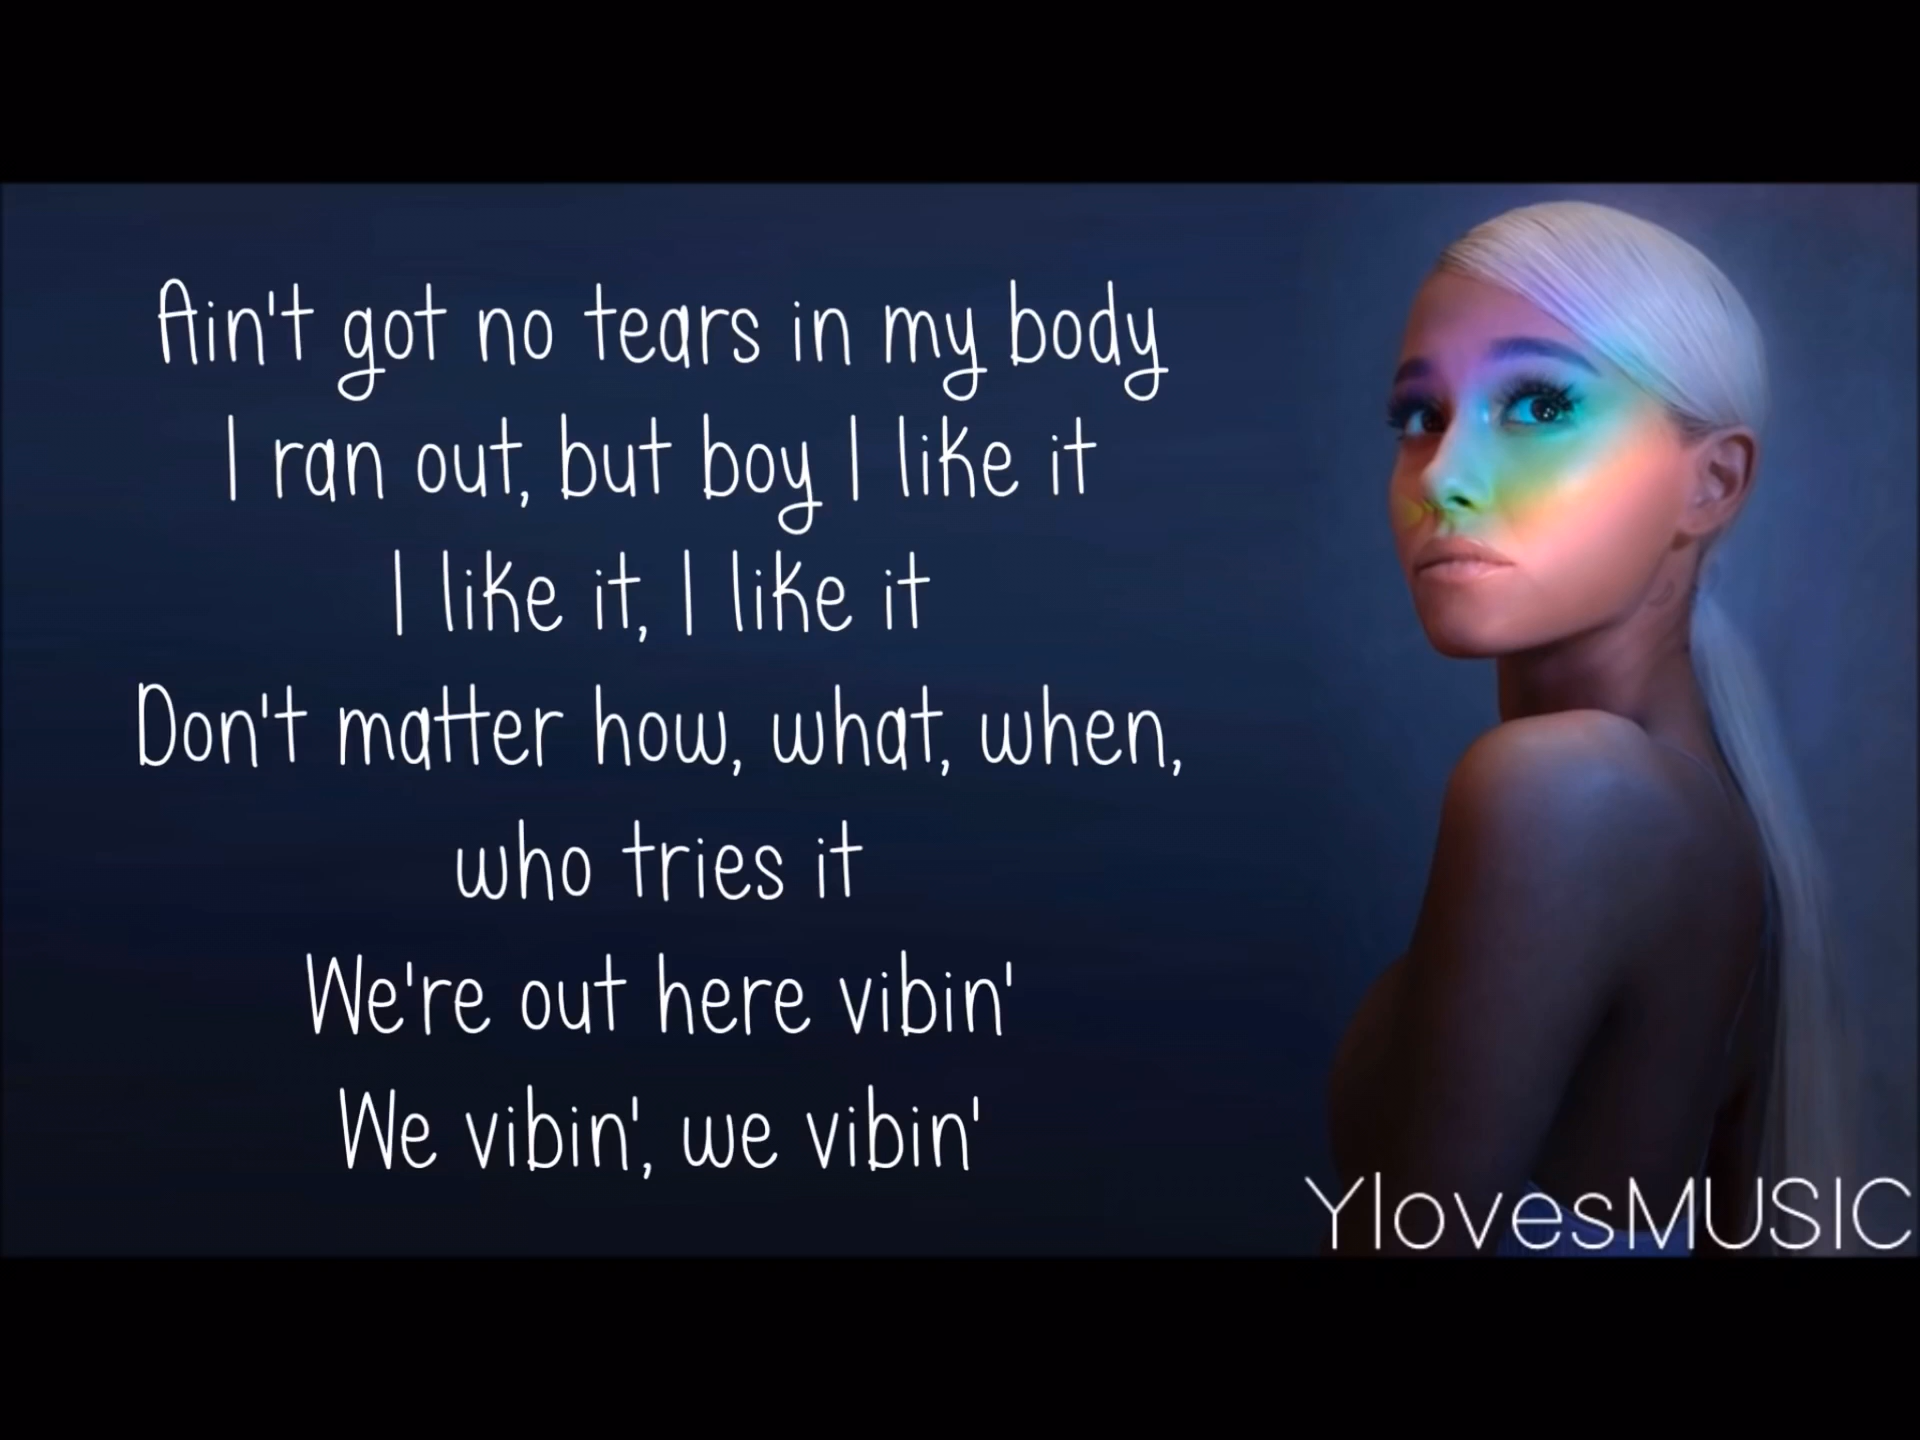 Ain't got no tears in my body
I ran out, but boy I like it
I like it, I like it
Don't matter how, what, when,
who tries it
We're out here vibin'
We vibin', we vibin'
YlovesMUSIC